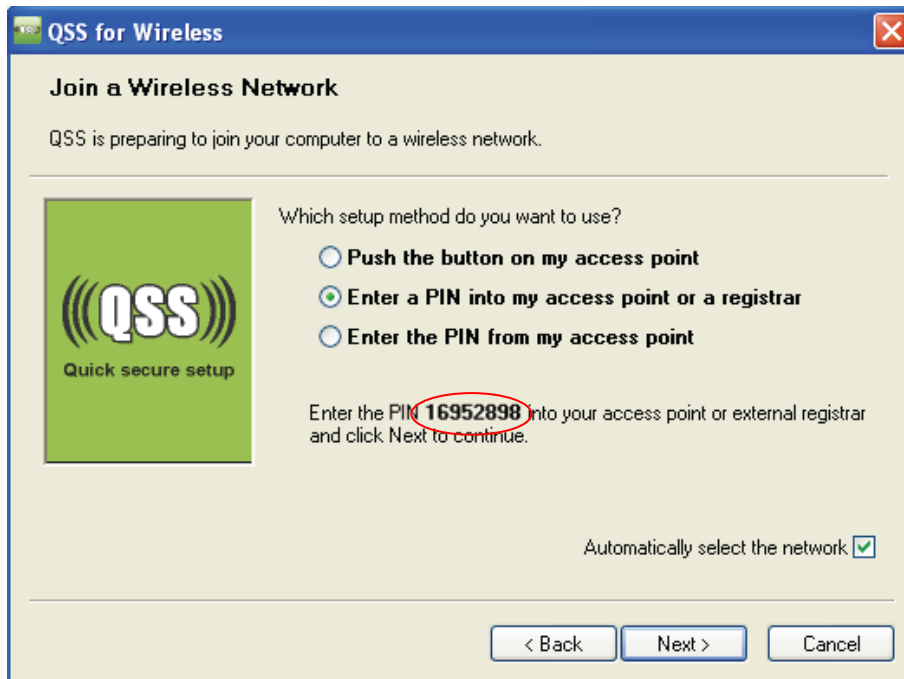 QSS for Wireless
Join a Wireless Network
QSS is preparing to join your computer to a wireless network.
Which setup method do you want to use?
Push the button on my access point
Enter a PIN into my access point or a registrar
Enter the PIN from my access point
(((QSS)))
Quick secure setup
Enter the PIN 16952898 into your access point or external registrar
and click Next to continue.
Automatically select the network
< Back
Next >
Cancel